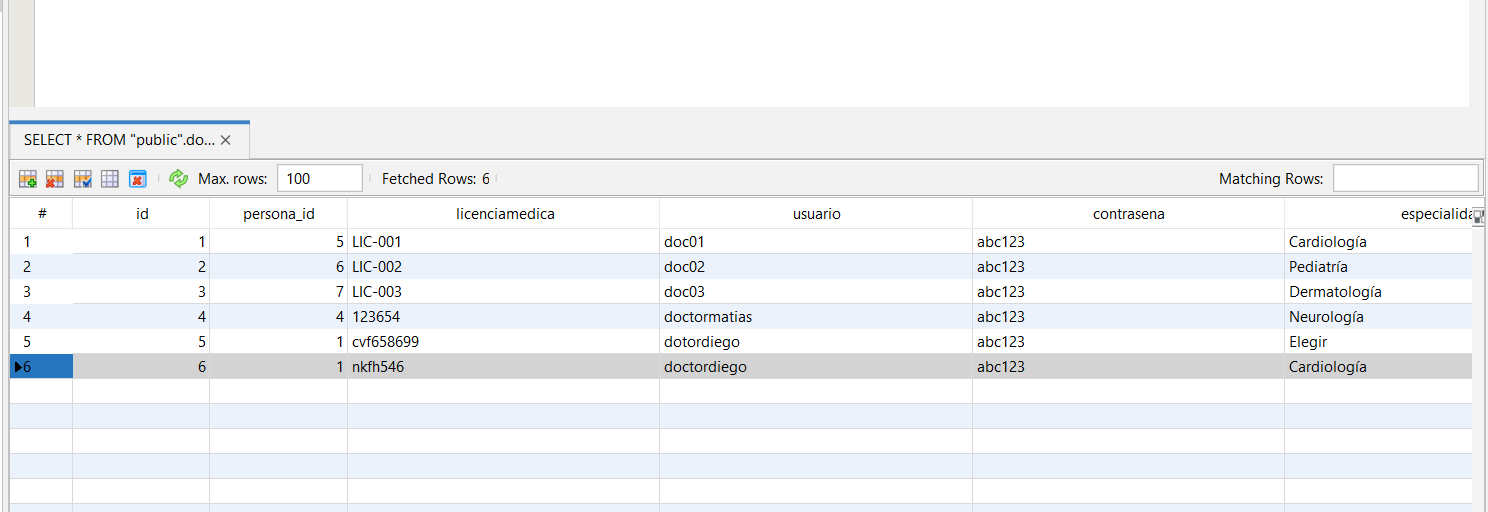 SELECT * FROM "public".do...
Max. rows: 100 Fetched Rows: 6 Matching Rows:
# id persona_id licenciamedica usuario contrasena especialida
1 1 5 LIC-001 doc01 abc123 Cardiología
2 2 6 LIC-002 doc02 abc123 Pediatría
3 3 7 LIC-003 doc03 abc123 Dermatología
4 4 4 123654 doctormatias abc123 Neurología
5 5 1 cvf658699 dotordiego abc123 Elegir
6 6 1 nkfh546 doctordiego abc123 Cardiología